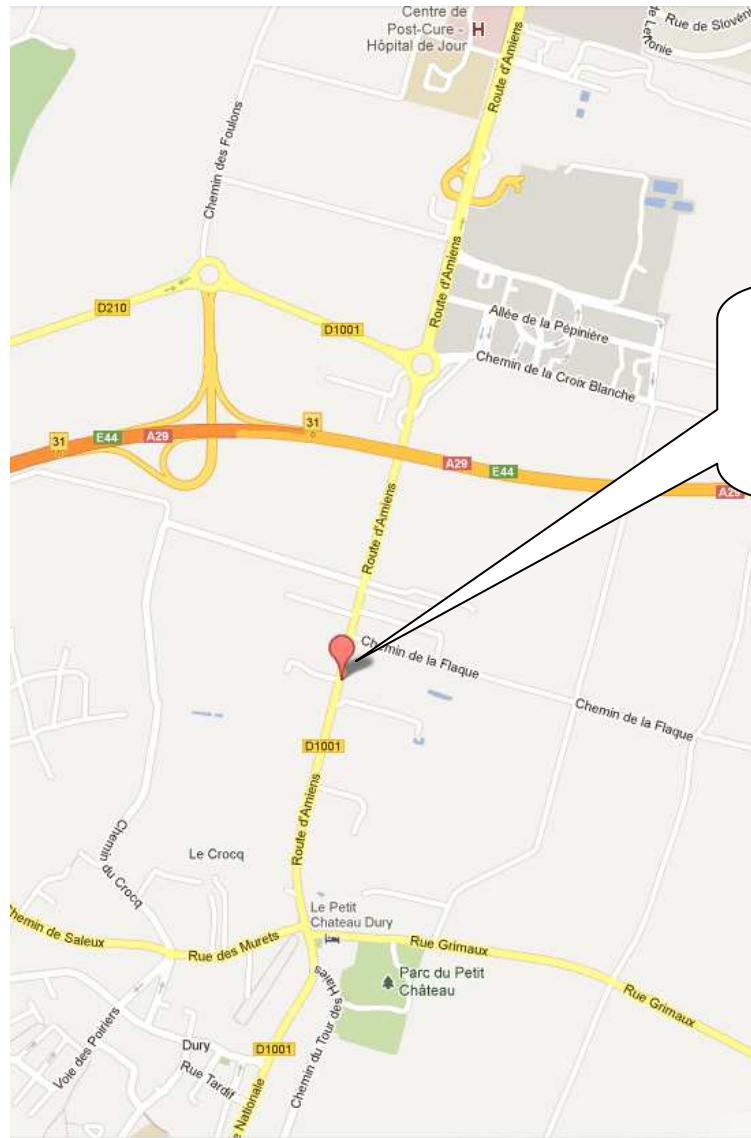 Centre de
Post-Cure -
Hôpital de Jour
H
Route d'Amiens
Rue de Slovénie
Chemin des Foulons
Route d'Amiens
D210
D1001
Route d'Amiens
Allée de la Pépinière
Chemin de la Croix Blanche
31
E44
A29
31
A29
E44
A29
Route d'Amiens
Chemin de la Flaque
Chemin de la Flaque
D1001
Route d'Amiens
Chemin du Crocq
Le Crocq
Le Petit
Chateau Dury
Chemin de Saleux
Rue des Murets
Rue Grimaux
Parc du Petit
Château
Rue Grimaux
Chemin du Tour des Haies
Voie des Poiriers
Dury
D1001
Rue Tardif
Nationale